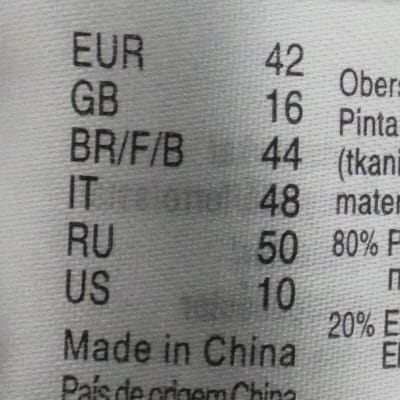 EUR 42
GB 16
BR/F/B 44
IT 48
RU 50
US 10
Made in China
País de origem China
Obers
Pinta
(tkani
mater
80% P
20% E